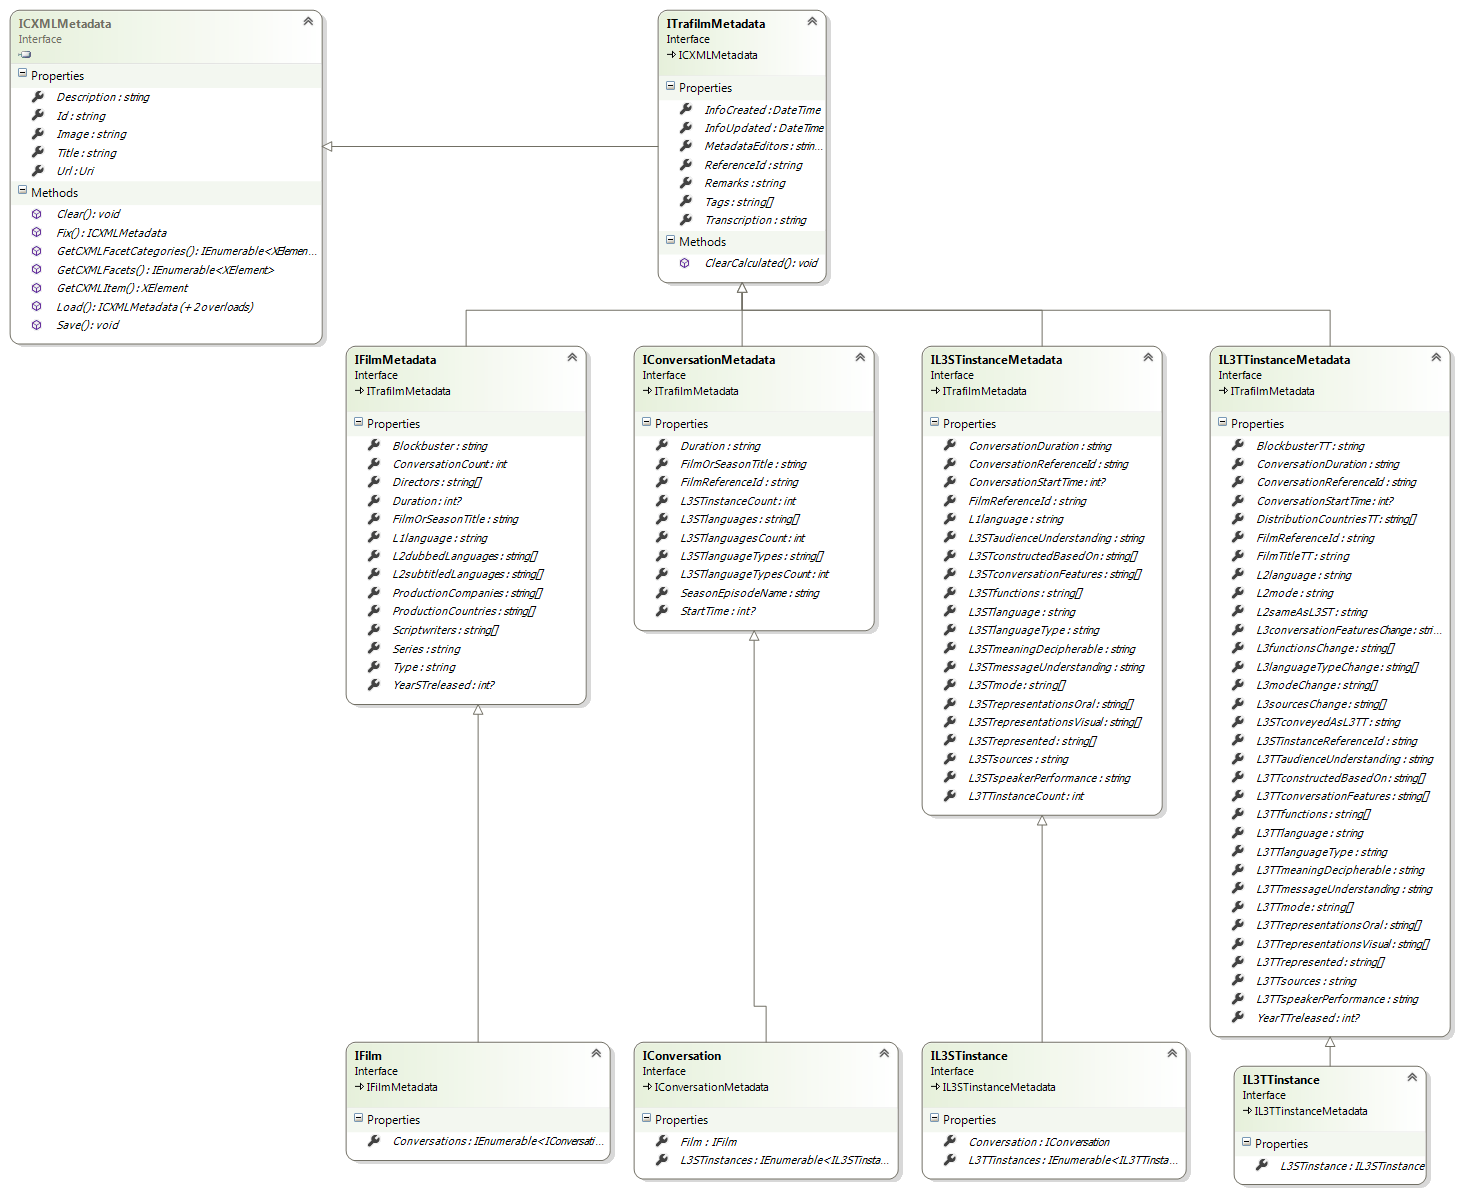 ICXMLMetadata
Interface
Properties
Description : string
Id : string
Image : string
Title : string
Url : Uri
Methods
Clear() : void
Fix() : ICXMLMetadata
GetCXMLFacetCategories() : IEnumerable<XElemen...
GetCXMLFacets() : IEnumerable<XElement>
GetCXMLItem() : XElement
Load() : ICXMLMetadata (+ 2 overloads)
Save() : void
ITrafilmMetadata
Interface
ICXMLMetadata
Properties
InfoCreated : DateTime
InfoUpdated : DateTime
MetadataEditors : strin...
ReferenceId : string
Remarks : string
Tags : string[]
Transcription : string
Methods
ClearCalculated() : void
IFilmMetadata
Interface
ITrafilmMetadata
Properties
Blockbuster : string
ConversationCount : int
Directors : string[]
Duration : int?
FilmOrSeasonTitle : string
L1language : string
L2dubbedLanguages : string[]
L2subtitledLanguages : string[]
ProductionCompanies : string[]
ProductionCountries : string[]
Scriptwriters : string[]
Series : string
Type : string
YearSTreleased : int?
IConversationMetadata
Interface
ITrafilmMetadata
Properties
Duration : string
FilmOrSeasonTitle : string
FilmReferenceId : string
L3STinstanceCount : int
L3STlanguages : string[]
L3STlanguagesCount : int
L3STlanguageTypes : string[]
L3STlanguageTypesCount : int
SeasonEpisodeName : string
StartTime : int?
IL3STinstanceMetadata
Interface
ITrafilmMetadata
Properties
ConversationDuration : string
ConversationReferenceId : string
ConversationStartTime : int?
FilmReferenceId : string
L1language : string
L3STaudienceUnderstanding : string
L3STconstructedBasedOn : string[]
L3STconversationFeatures : string[]
L3STfunctions : string[]
L3STlanguage : string
L3STlanguageType : string
L3STmeaningDecipherable : string
L3STmessageUnderstanding : string
L3STmode : string[]
L3STrepresentationsOral : string[]
L3STrepresentationsVisual : string[]
L3STrepresented : string[]
L3STsources : string
L3STspeakerPerformance : string
L3TTinstanceCount : int
IL3TTinstanceMetadata
Interface
ITrafilmMetadata
Properties
BlockbusterTT : string
ConversationDuration : string
ConversationReferenceId : string
ConversationStartTime : int?
DistributionCountriesTT : string[]
FilmReferenceId : string
FilmTitleTT : string
L2language : string
L2mode : string
L2sameAsL3ST : string
L3conversationFeaturesChange : stri...
L3functionsChange : string[]
L3languageTypeChange : string[]
L3modeChange : string[]
L3sourcesChange : string[]
L3STconveyedAsL3TT : string
L3STinstanceReferenceId : string
L3TTaudienceUnderstanding : string
L3TTconstructedBasedOn : string[]
L3TTconversationFeatures : string[]
L3TTfunctions : string[]
L3TTlanguage : string
L3TTlanguageType : string
L3TTmeaningDecipherable : string
L3TTmessageUnderstanding : string
L3TTmode : string[]
L3TTrepresentationsOral : string[]
L3TTrepresentationsVisual : string[]
L3TTrepresented : string[]
L3TTsources : string
L3TTspeakerPerformance : string
YearTTreleased : int?
IFilm
Interface
IFilmMetadata
Properties
Conversations : IEnumerable<IConversati...
IConversation
Interface
IConversationMetadata
Properties
Film : IFilm
L3STinstances : IEnumerable<IL3STinsta...
IL3STinstance
Interface
IL3STinstanceMetadata
Properties
Conversation : IConversation
L3TTinstances : IEnumerable<IL3TTinsta...
IL3TTinstance
Interface
IL3TTinstanceMetadata
Properties
L3STinstance : IL3STinstance